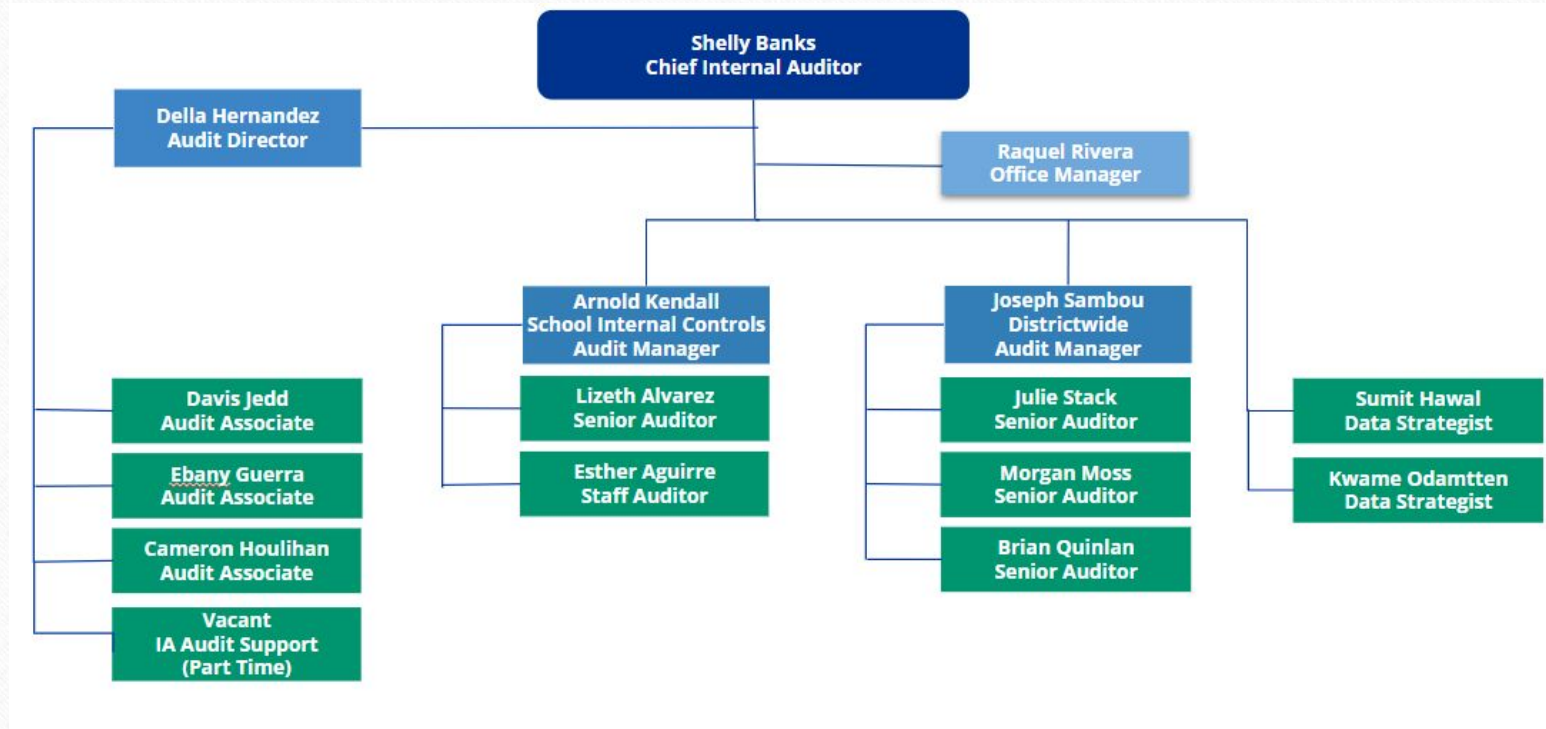 Shelly Banks
Chief Internal Auditor
Della Hernandez
Audit Director
Raquel Rivera
Office Manager
Arnold Kendall
School Internal Controls
Audit Manager
Joseph Sambou
Districtwide
Audit Manager
Davis Jedd
Audit Associate
Ebany Guerra
Audit Associate
Cameron Houlihan
Audit Associate
Vacant
IA Audit Support
(Part Time)
Lizeth Alvarez
Senior Auditor
Esther Aguirre
Staff Auditor
Julie Stack
Senior Auditor
Morgan Moss
Senior Auditor
Brian Quinlan
Senior Auditor
Sumit Hawal
Data Strategist
Kwame Odamtten
Data Strategist